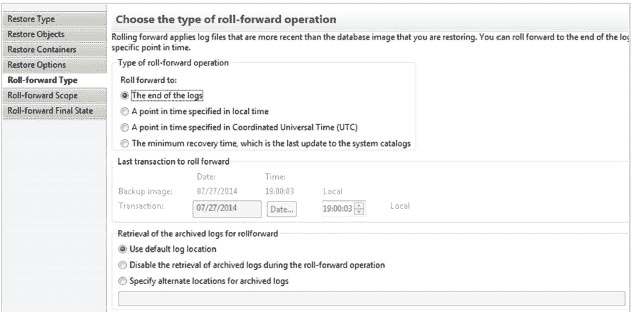 Restore Type
Restore Objects
Restore Containers
Restore Options
Roll-forward Type
Roll-forward Scope
Roll-forward Final State
Choose the type of roll-forward operation
Rolling forward applies log files that are more recent than the database image that you are restoring. You can roll forward to the end of the log
specific point in time.
Type of roll-forward operation
Roll forward to:
The end of the logs
A point in time specified in local time
A point in time specified in Coordinated Universal Time (UTC)
The minimum recovery time, which is the last update to the system catalogs
Last transaction to roll forward
Date: Time:
Backup image: 07/27/2014 19:00:03 Local
Transaction: 07/27/2014 Date... 19:00:03 Local
Retrieval of the archived logs for rollforward
Use default log location
Disable the retrieval of archived logs during the roll-forward operation
Specify alternate locations for archived logs